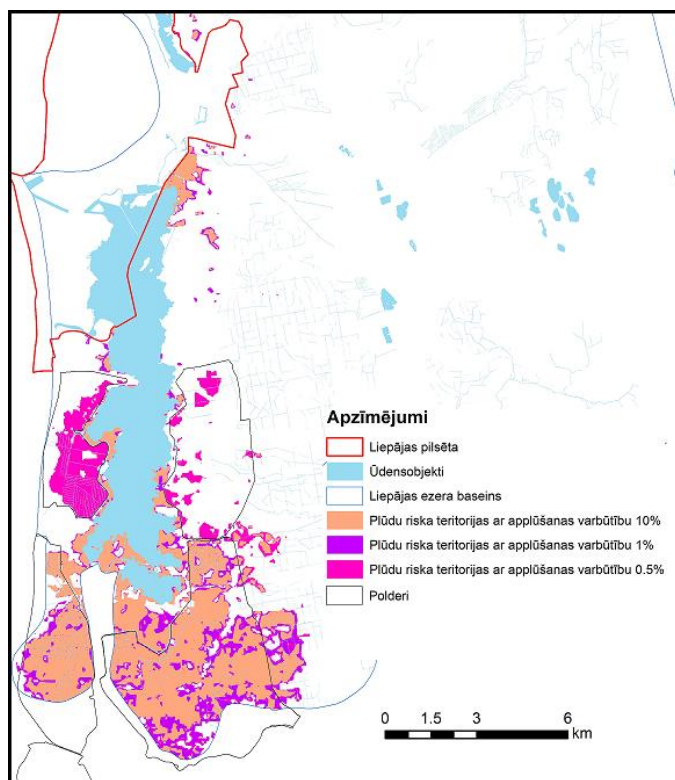 Apzīmējumi
Liepājas pilsēta
Ūdensobjekti
Liepājas ezera baseins
Plūdu riska teritorijas ar applūšanas varbūtību 10%
Plūdu riska teritorijas ar applūšanas varbūtību 1%
Plūdu riska teritorijas ar applūšanas varbūtību 0.5%
Polderi
0 1.5 3 6
km